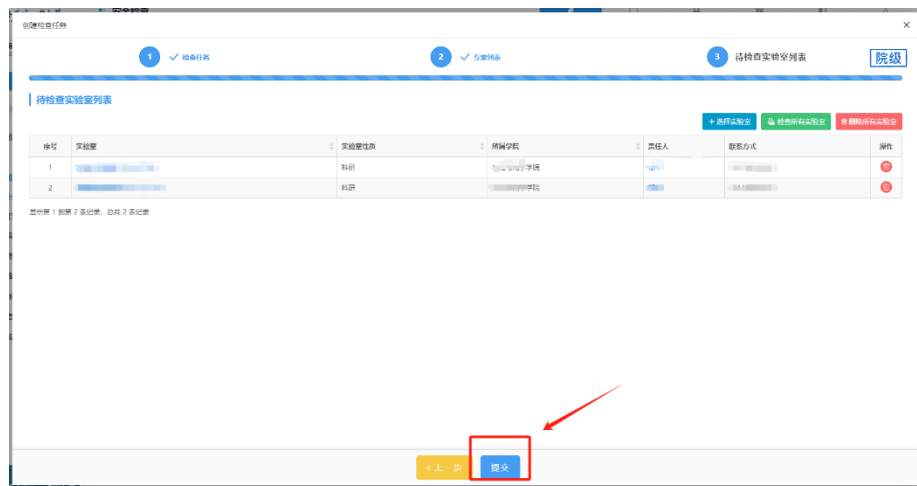 安全检查
创建检查任务
×
1 检查任务
2 专家列表
3 待检查实验室列表
院级
待检查实验室列表
+选择实验室 检查所有实验室 删除所有实验室
序号 实验室 实验室性质 所属学院 责任人 联系方式 操作
1 科研 学院
2 科研 学院
显示第 1 到第 2 条记录，总共 2 条记录
<上一步 提交